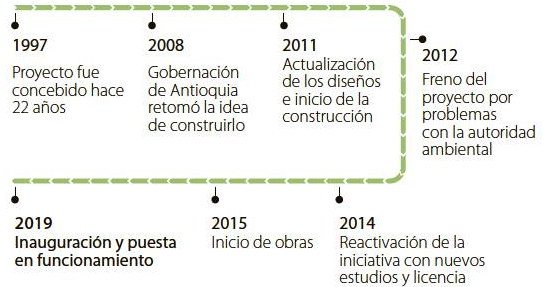 1997
Proyecto fue
concebido hace
22 años
2008
Gobernación
de Antioquia
retomó la idea
de construirlo
2011
Actualización
de los diseños
e inicio de la
construcción
2012
Freno del
proyecto por
problemas
con la autoridad
ambiental
2014
Reactivación de la
iniciativa con nuevos
estudios y licencia
2015
Inicio de obras
2019
Inauguración y puesta
en funcionamiento